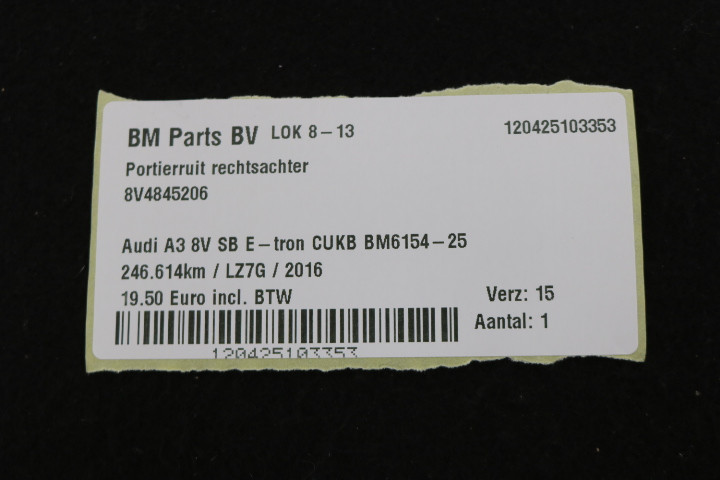 BM Parts BV LOK 8-13 120425103353
Portierruit rechtsachter
8V4845206
Audi A3 8V SB E-tron CUKB BM6154-25
246.614km / LZ7G / 2016
19.50 Euro incl. BTW Verz: 15
Aantal: 1
120425103353